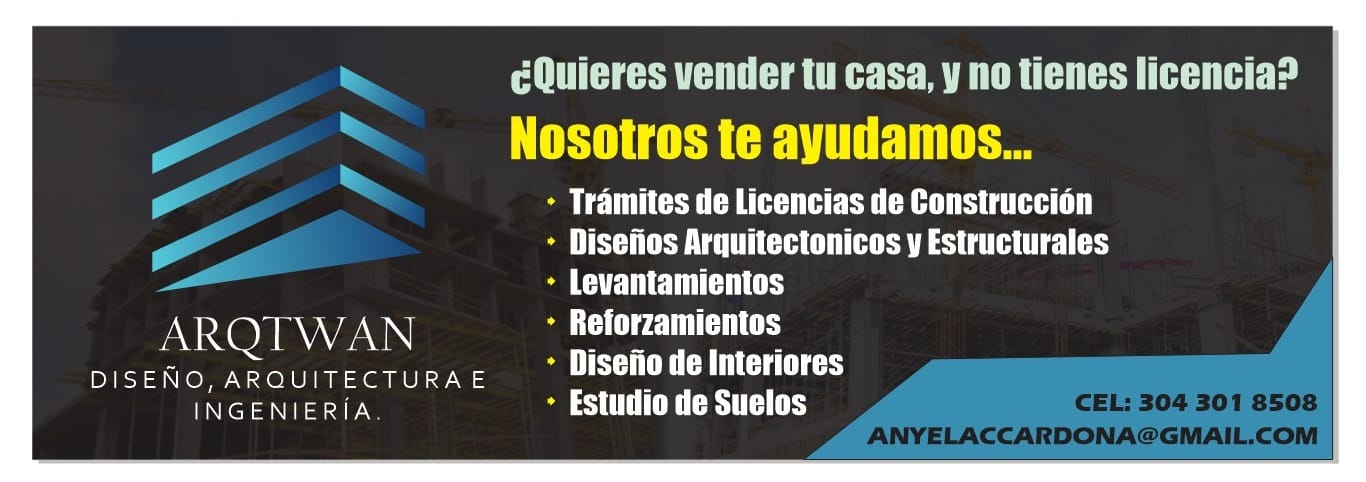 ¿Quieres vender tu casa, y no tienes licencia?
Nosotros te ayudamos...
Trámites de Licencias de Construcción
Diseños Arquitectonicos y Estructurales
Levantamientos
Reforzamientos
Diseño de Interiores
Estudio de Suelos
ARQTWAN
DISEÑO, ARQUITECTURA E
INGENIERÍA.
CEL: 304 301 8508
ANYELACCARDONA@GMAIL.COM